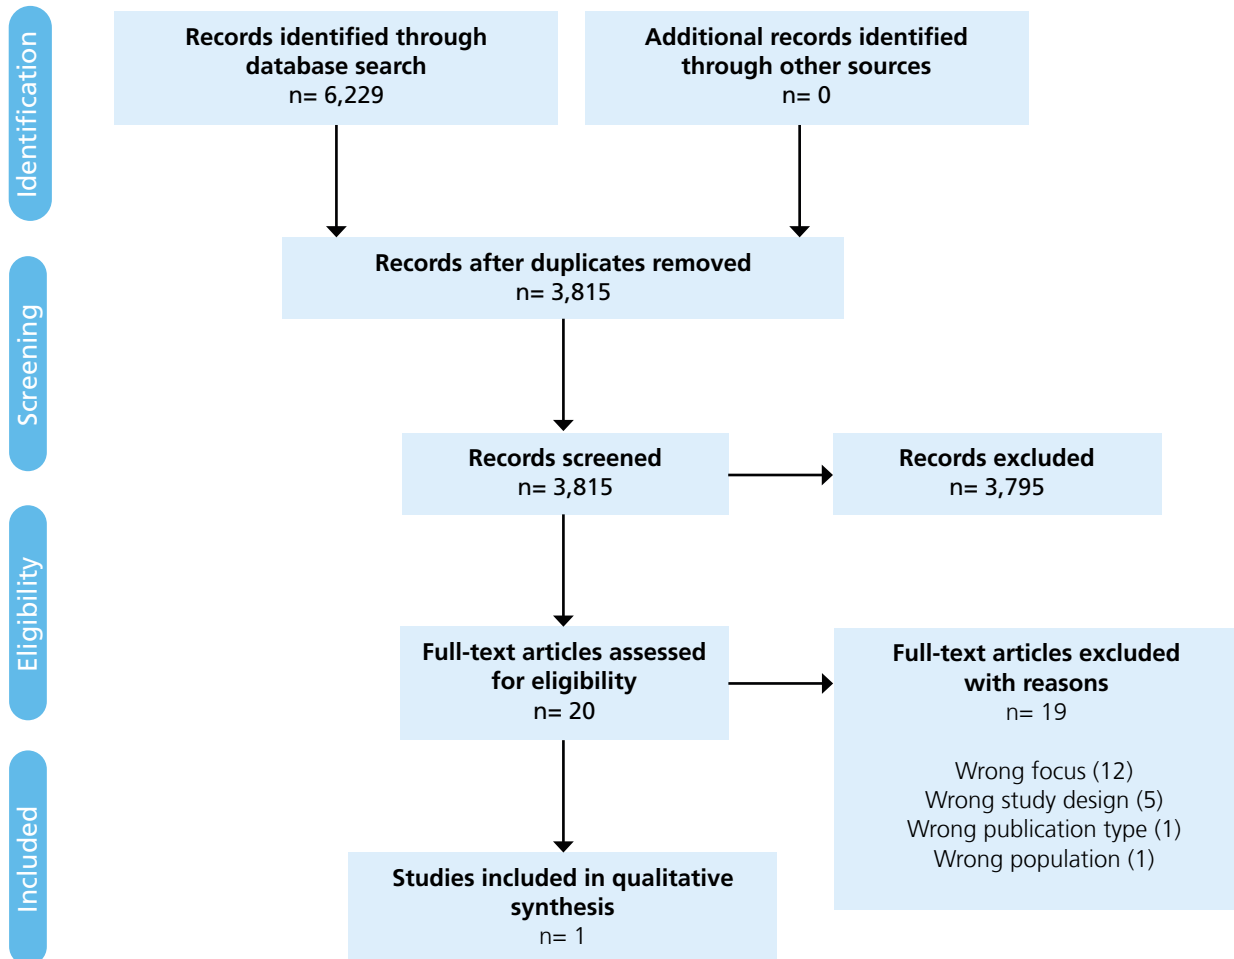 Identification
Records identified through
database search
n= 6,229
Additional records identified
through other sources
n= 0
Screening
Records after duplicates removed
n= 3,815
Records screened
n= 3,815
Records excluded
n= 3,795
Eligibility
Full-text articles assessed
for eligibility
n= 20
Full-text articles excluded
with reasons
n= 19
Wrong focus (12)
Wrong study design (5)
Wrong publication type (1)
Wrong population (1)
Included
Studies included in qualitative
synthesis
n= 1